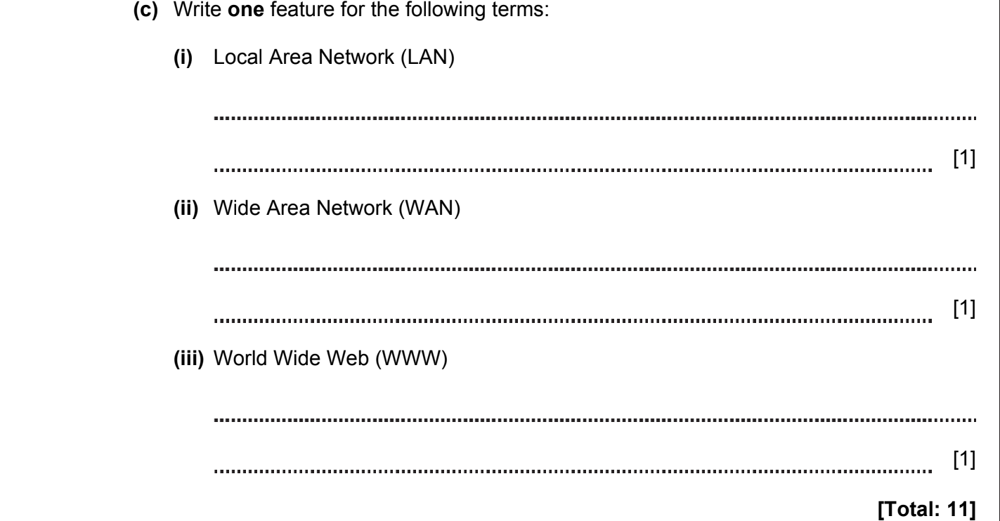 (c) Write one feature for the following terms:
(i) Local Area Network (LAN)
[1]
(ii) Wide Area Network (WAN)
[1]
(iii) World Wide Web (WWW)
[1]
[Total: 11]